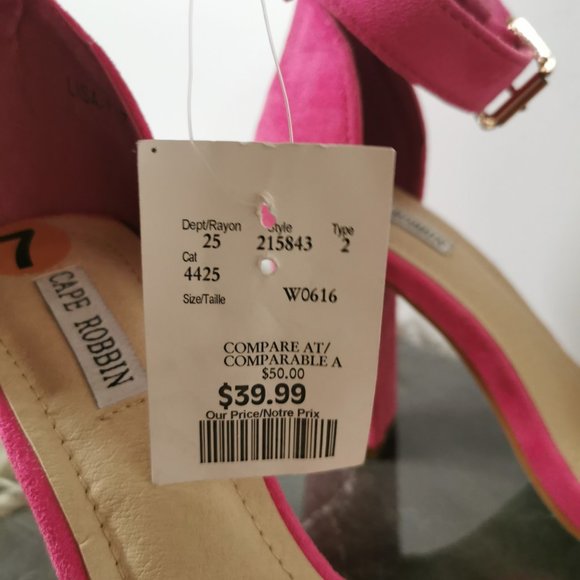 Dept/Rayon Style Type
25 215843 2
Cat
4425
Size/Taille W0616
COMPARE AT/
COMPARABLE A
$50.00
$39.99
Our Price/Notre Prix
7
CAPE ROBBIN